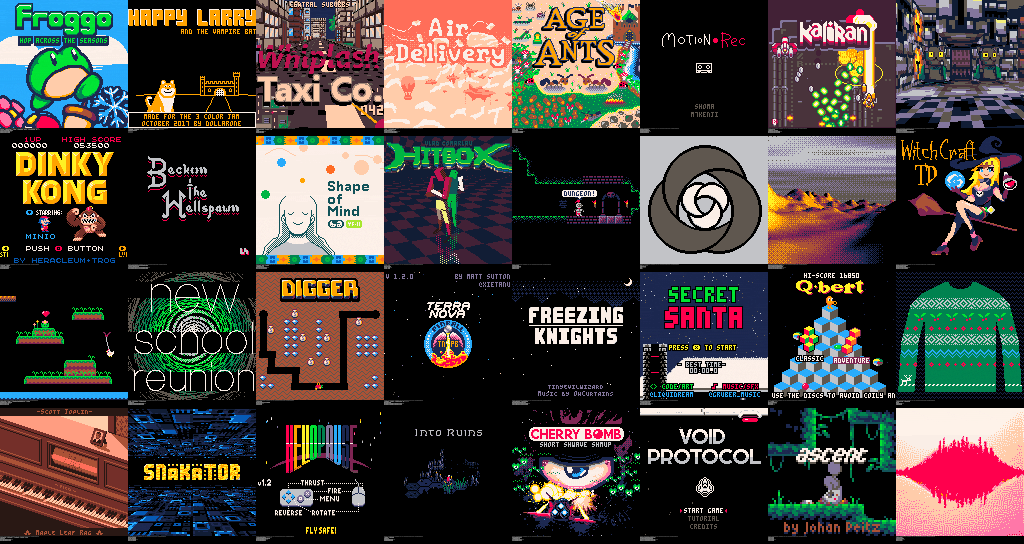 Froggo
HOP ACROSS THE SEASONS
HAPPY LARRY
AND THE VAMPIRE BAT
MADE FOR THE 3 COLOR JAM
OCTOBER 2017 BY DOLLARONE
CENTRAL SUBURBS
Whiplash
Taxi Co.
Air
Delivery
AGE
OF
ANTS
MOTION REC
SHOMA
M7KENJI
Kalikan
1UP HIGH SCORE
000000 053500
DINKY
KONG
STARRING:
MINIO
PUSH BUTTON
BY HERACLEUM+TROG
Beckon
the
Hellspawn
Shape
of
Mind
HITBOX
DUNGEON!
WitchCraft
TD
new
school
reunion
DIGGER
V 1.2.0 BY MATT SUTTON
@XIETANU
TERRA
NOVA
PINBALL
FREEZING
KNIGHTS
TINYEVILWIZARD
MUSIC BY OWCURTAINS
SECRET
SANTA
PRESS TO START
BEST TIME
CODE/ART MUSIC/SFX
@LIQUIDREAM @GRUBER_MUSIC
HI-SCORE 16850
Q·bert
CLASSIC
ADVENTURE
USE THE DISCS TO AVOID COILY AN
~SCOTT JOPLIN~
MAPLE LEAF RAG
SNAKATOR
v1.2
THRUST
FIRE
MENU
REVERSE ROTATE
FLY SAFE!
INTO RUINS
CHERRY BOMB
SHORT SHWAVE SHMUP
VOID
PROTOCOL
START GAME
TUTORIAL
CREDITS
ascent
by Johan Peitz